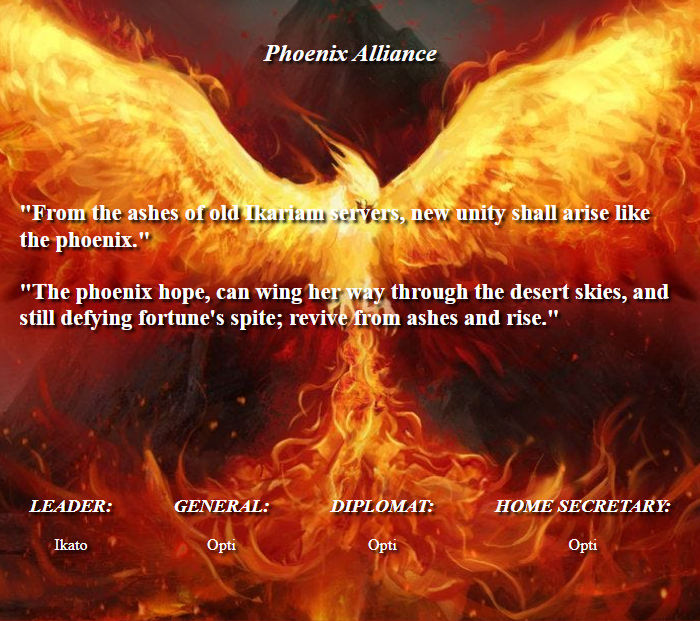 Phoenix Alliance
"From the ashes of old Ikariam servers, new unity shall arise like
the phoenix."
"The phoenix hope, can wing her way through the desert skies, and
still defying fortune's spite; revive from ashes and rise."
LEADER: GENERAL: DIPLOMAT: HOME SECRETARY:
Ikato Opti Opti Opti